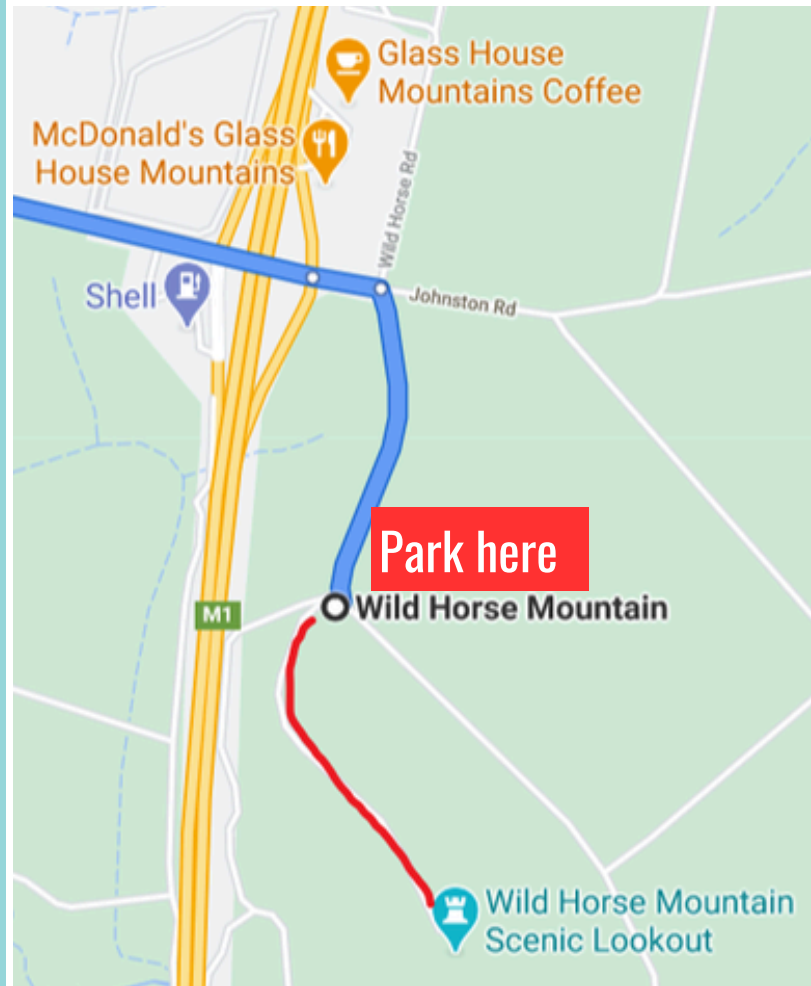 Glass House
Mountains Coffee
McDonald's Glass
House Mountains
Wild Horse Rd
Shell
Johnston Rd
Park here
M1
Wild Horse Mountain
Wild Horse Mountain
Scenic Lookout